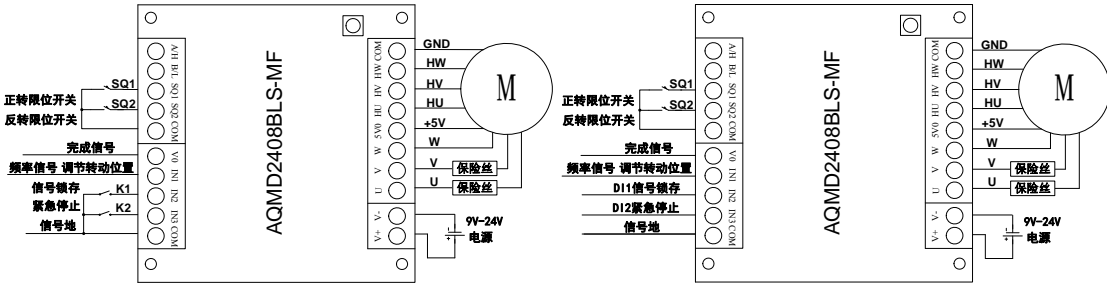 A/H B/L SQ1 SQ2 COM
V0 IN1 IN2 IN3 COM
SQ1
正转限位开关
SQ2
反转限位开关
完成信号
频率信号 调节转动位置
信号锁存 K1
紧急停止 K2
信号地
AQMD2408BLS-MF
COM HW HV HU 5V0 W V U
V- V+
GND
HW
HV
HU
+5V
W
V 保险丝
U 保险丝
M
9V-24V
电源
A/H B/L SQ1 SQ2 COM
V0 IN1 IN2 IN3 COM
SQ1
正转限位开关
SQ2
反转限位开关
完成信号
频率信号 调节转动位置
DI1信号锁存
DI2紧急停止
信号地
AQMD2408BLS-MF
COM HW HV HU 5V0 W V U
V- V+
GND
HW
HV
HU
+5V
W
V 保险丝
U 保险丝
M
9V-24V
电源